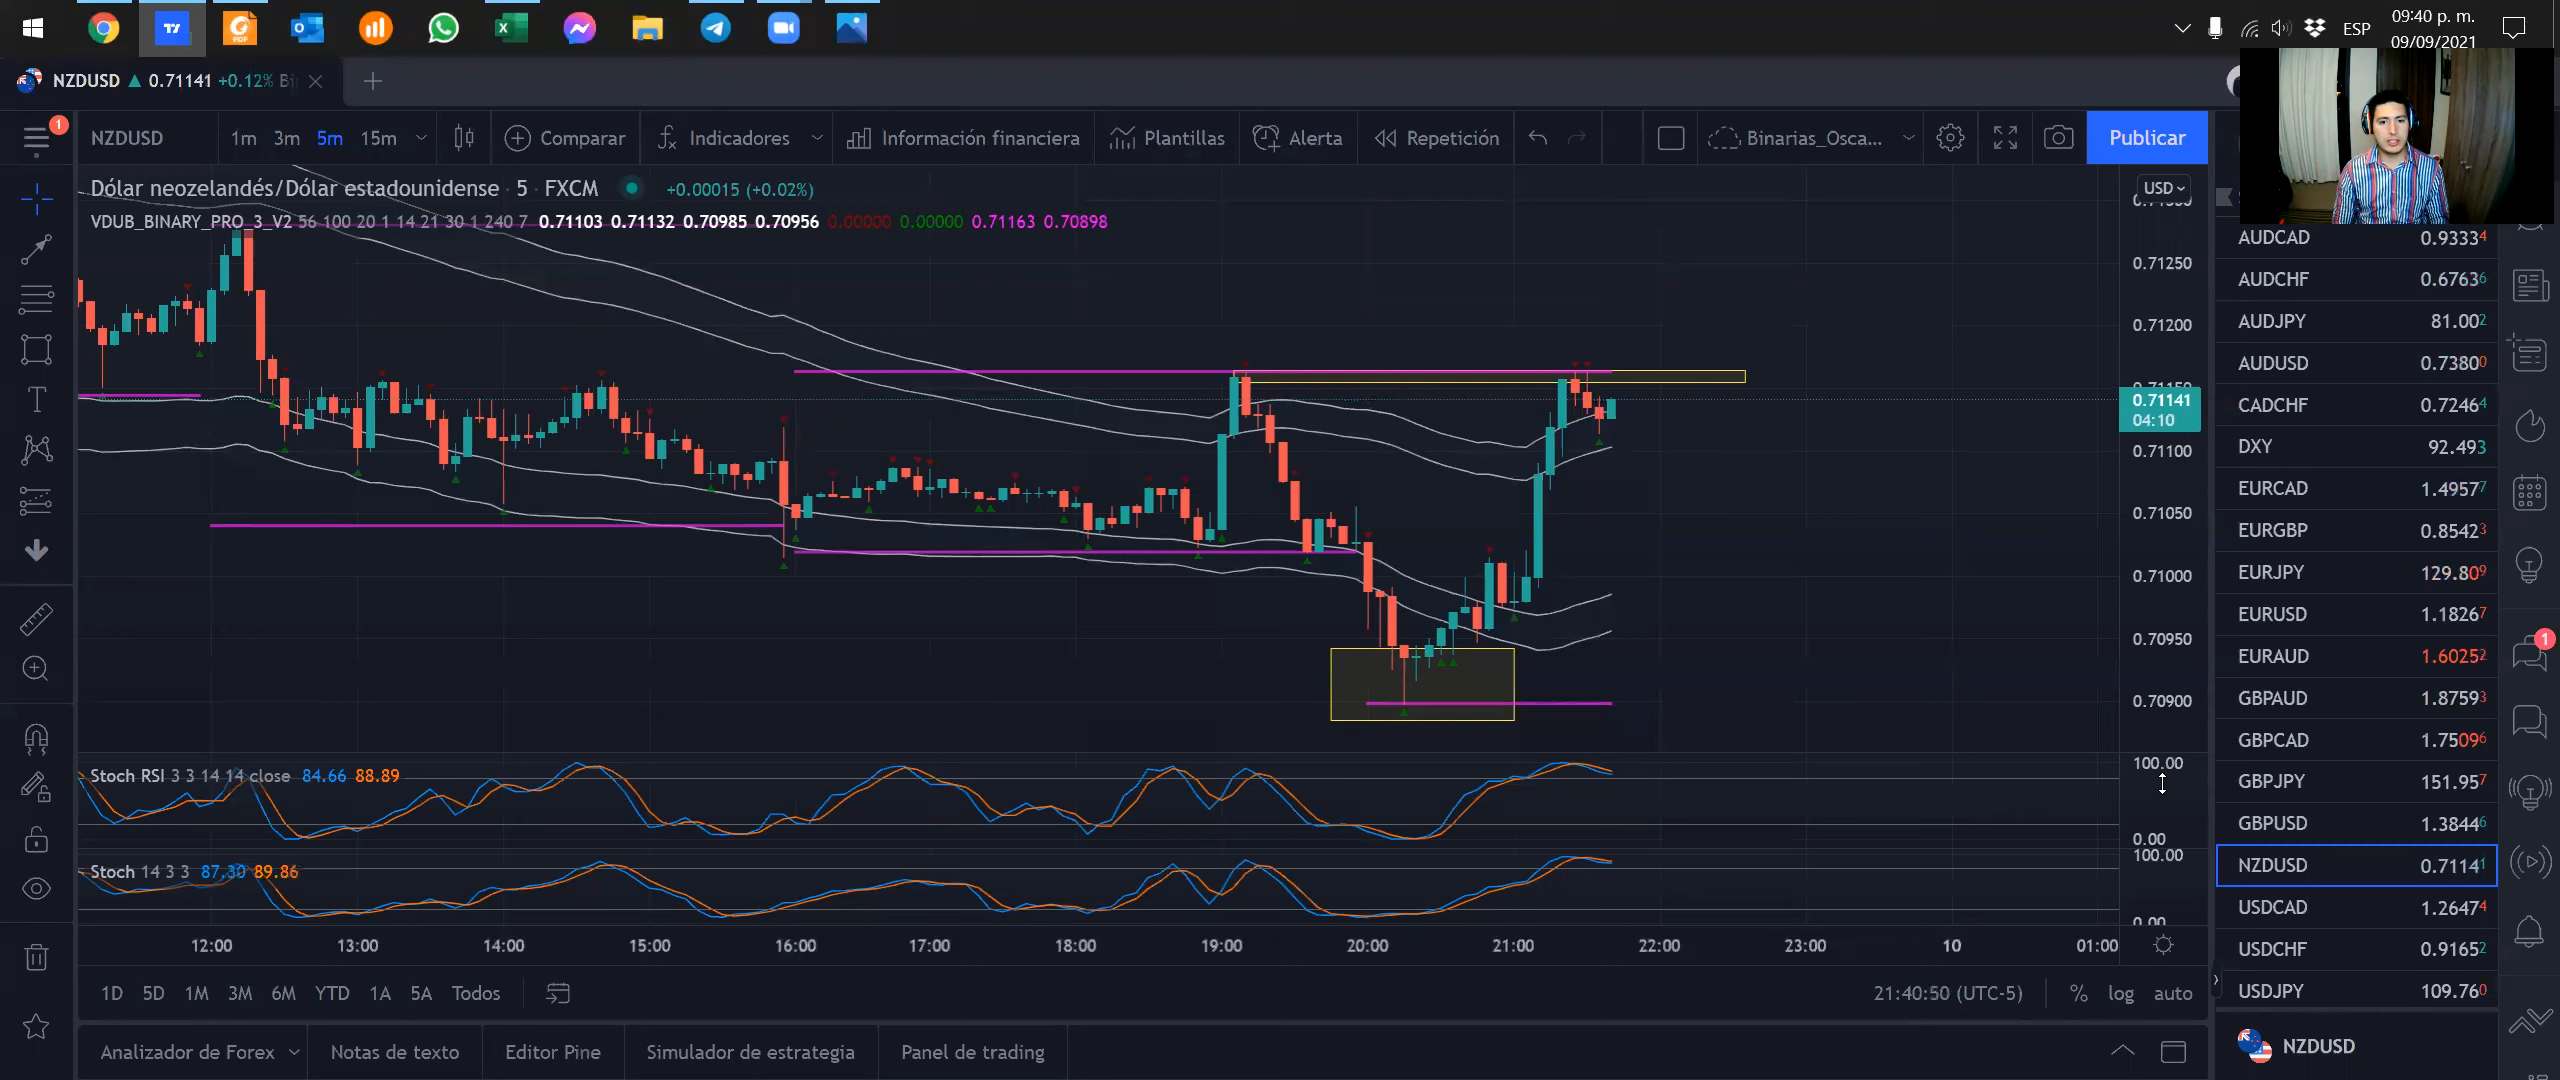 09:40 p. m.
ESP
09/09/2021
NZDUSD ▲ 0.71141 +0.12%
NZDUSD 1m 3m 5m 15m Comparar Indicadores Información financiera Plantillas Alerta Repetición Binarias_Osca... Publicar
1
Dólar neozelandés/Dólar estadounidense · 5 · FXCM +0.00015 (+0.02%)
VDUB_BINARY_PRO_3_V2 56 100 20 1 14 21 30 1 240 7 0.71103 0.71132 0.70985 0.70956 0.00000 0.00000 0.71163 0.70898
USD
0.71250
0.71200
0.71150
0.71141
04:10
0.71100
0.71050
0.71000
0.70950
0.70900
Stoch RSI 3 3 14 14 close 84.66 88.89
100.00
0.00
Stoch 14 3 3 87.30 89.86
100.00
0.00
12:00 13:00 14:00 15:00 16:00 17:00 18:00 19:00 20:00 21:00 22:00 23:00 10 01:00
1D 5D 1M 3M 6M YTD 1A 5A Todos 21:40:50 (UTC-5) % log auto
Analizador de Forex Notas de texto Editor Pine Simulador de estrategia Panel de trading
AUDCAD 0.93334
AUDCHF 0.67636
AUDJPY 81.002
AUDUSD 0.73800
CADCHF 0.72464
DXY 92.493
EURCAD 1.49577
EURGBP 0.85423
EURJPY 129.809
EURUSD 1.18267
EURAUD 1.60252
GBPAUD 1.87593
GBPCAD 1.75096
GBPJPY 151.957
GBPUSD 1.38446
NZDUSD 0.71141
USDCAD 1.26474
USDCHF 0.91652
USDJPY 109.760
NZDUSD
1